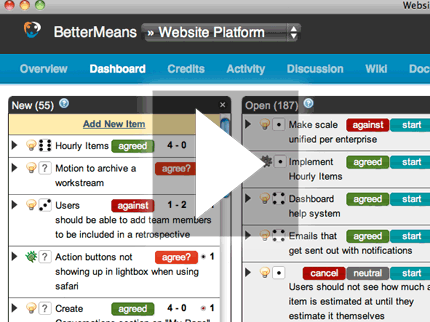 Websi
BetterMeans » Website Platform
Overview Dashboard Credits Activity Discussion Wiki Doc
New (55) ? ×
Add New Item
Hourly Items agreed 4 - 0
? Motion to archive a workstream agree?
Users should be able to add team members to be included in a retrospective against 1 - 2
? Action buttons not showing up in lightbox when using safari agree? 1
? Create agreed 4 - 0 1
Open (187) ?
Make scale unified per enterprise against start
Implement Hourly Items agreed start
Dashboard help system agreed start
Emails that get sent out with notifications agreed start
cancel neutral start
Users should not see how much a
item is estimated at until they
estimate it themselves